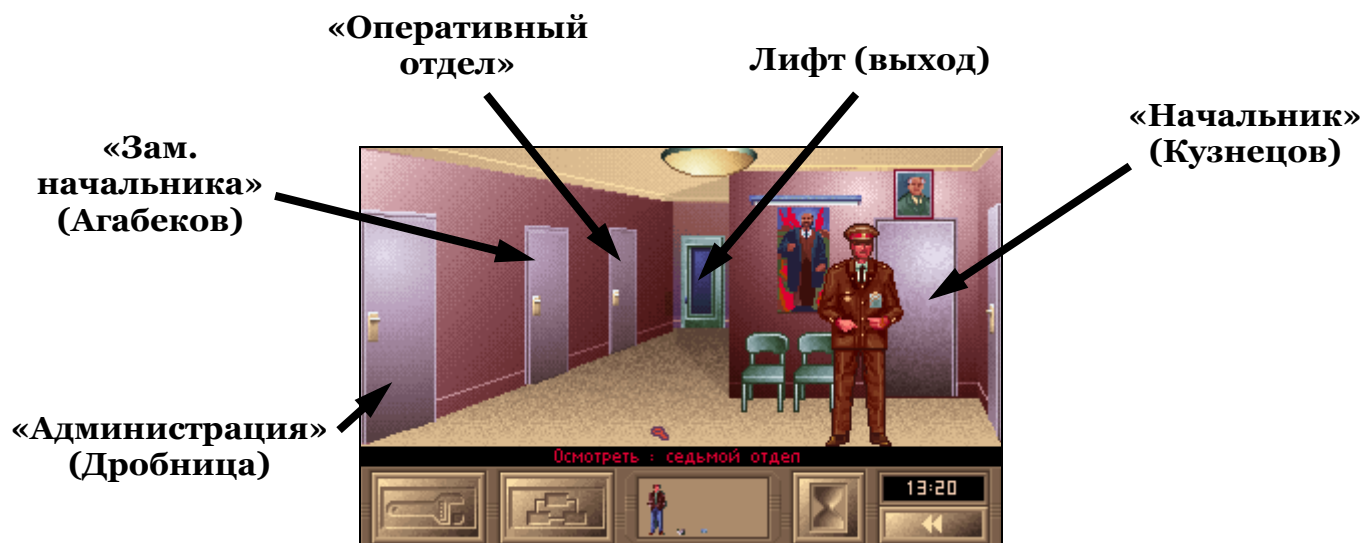 «Оперативный
отдел»
Лифт (выход)
«Начальник»
(Кузнецов)
«Зам.
начальника»
(Агабеков)
«Администрация»
(Дробница)
Осмотреть : седьмой отдел
13:20